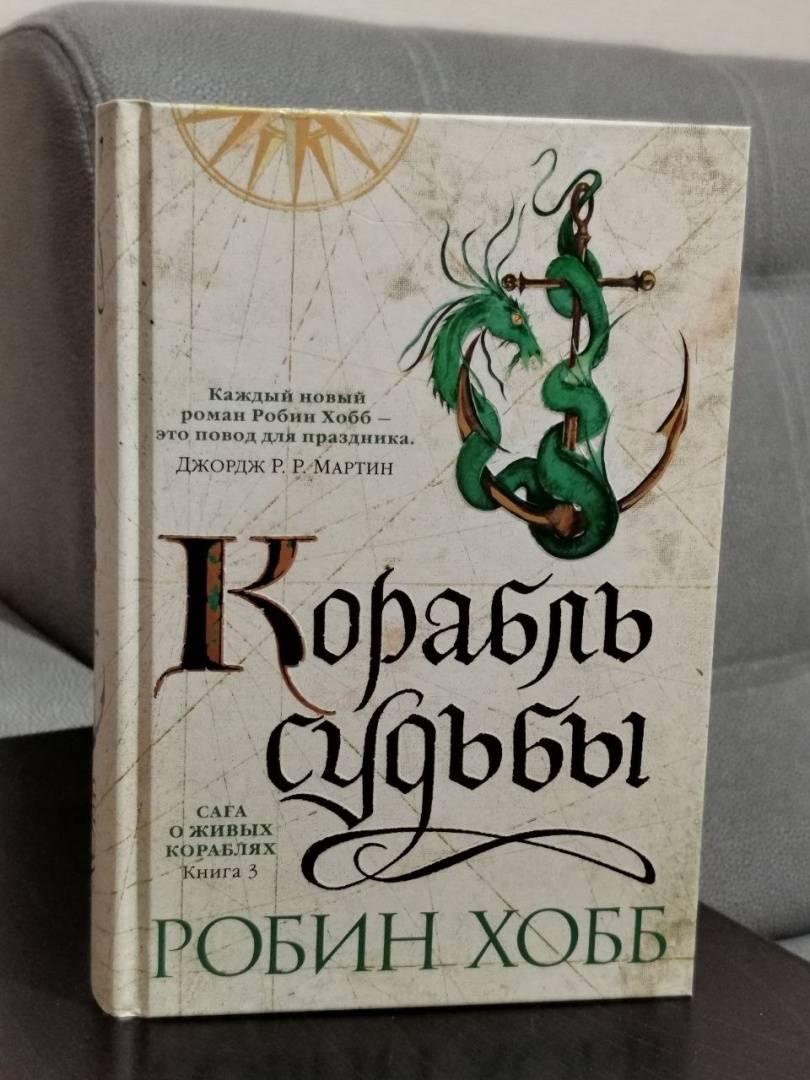 Каждый новый
роман Робин Хобб –
это повод для праздника.
Джордж Р. Р. Мартин
Корабль
судьбы
САГА
О ЖИВЫХ
КОРАБЛЯХ
Книга 3
РОБИН ХОББ